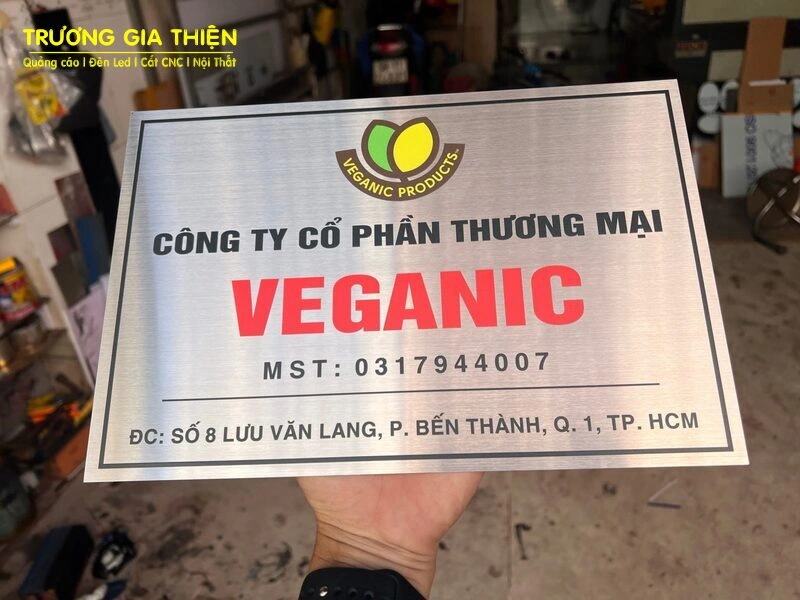 TRƯƠNG GIA THIỆN
Quảng cáo | Đèn Led | Cắt CNC | Nội Thất
VEGANIC PRODUCTS™
CÔNG TY CỔ PHẦN THƯƠNG MẠI
VEGANIC
MST: 0317944007
ĐC: SỐ 8 LƯU VĂN LANG, P. BẾN THÀNH, Q. 1, TP. HCM